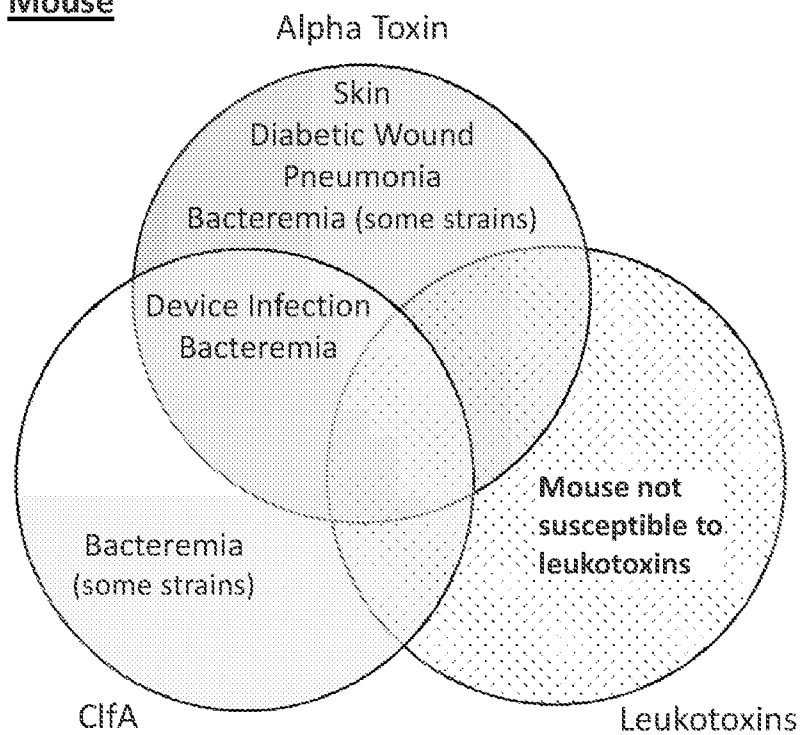 Mouse
Alpha Toxin
Skin
Diabetic Wound
Pneumonia
Bacteremia (some strains)
Device Infection
Bacteremia
Mouse not
susceptible to
leukotoxins
Bacteremia
(some strains)
ClfA
Leukotoxins